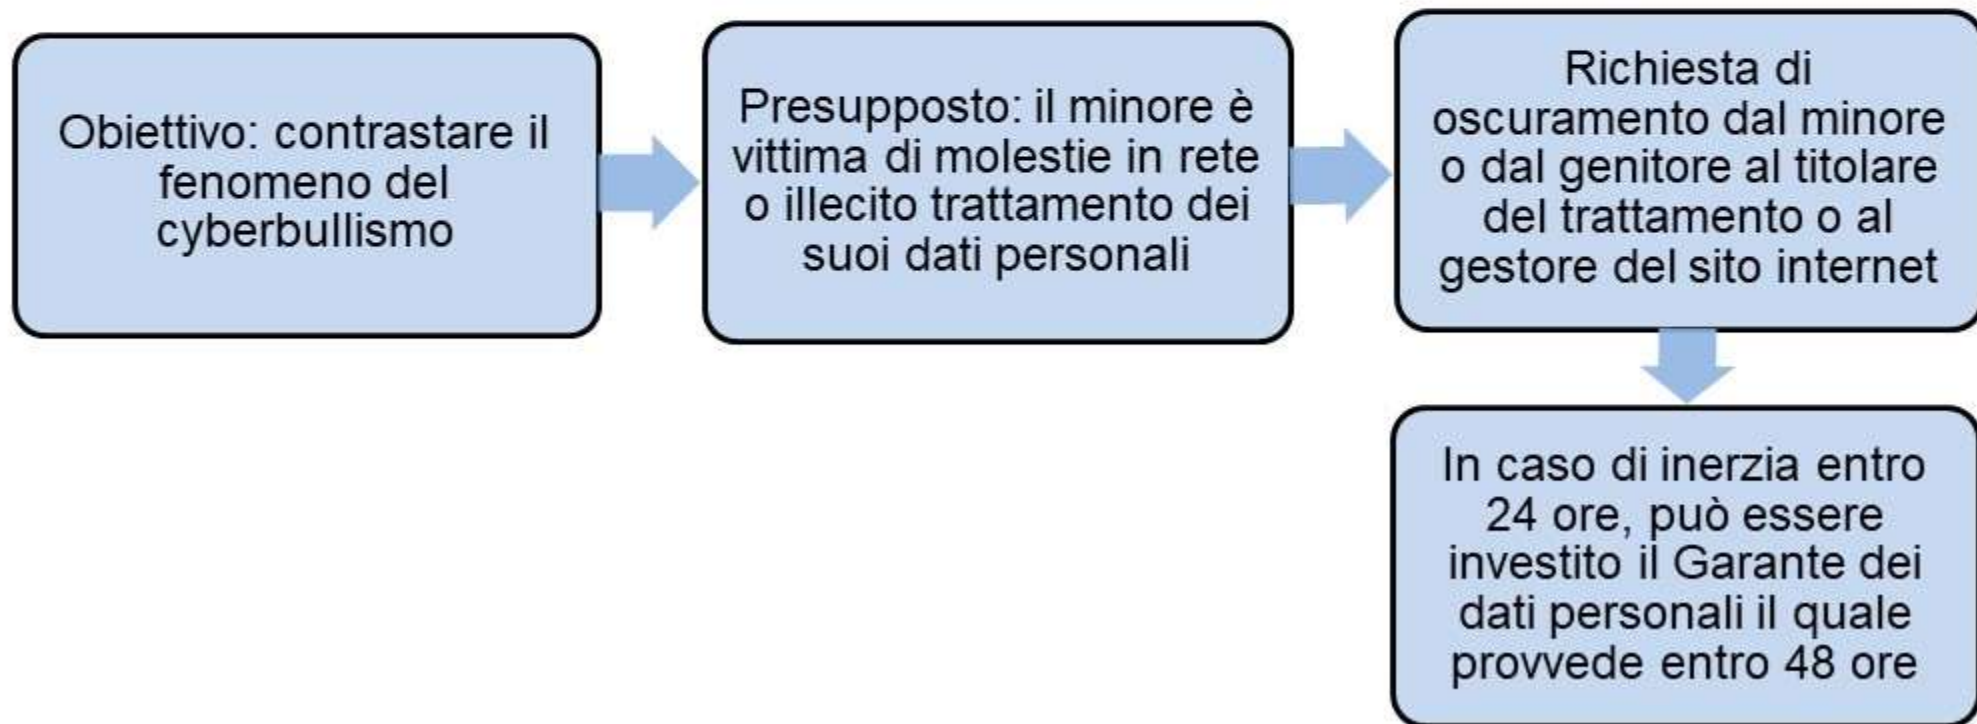 Obiettivo: contrastare il
fenomeno del
cyberbullismo
Presupposto: il minore è
vittima di molestie in rete
o illecito trattamento dei
suoi dati personali
Richiesta di
oscuramento dal minore
o dal genitore al titolare
del trattamento o al
gestore del sito internet
In caso di inerzia entro
24 ore, può essere
investito il Garante dei
dati personali il quale
provvede entro 48 ore